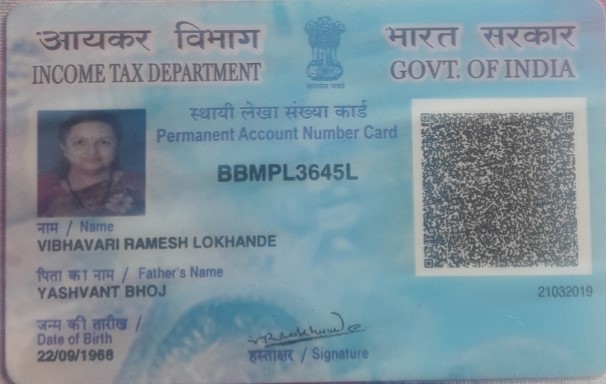 आयकर विभाग
INCOME TAX DEPARTMENT
भारत सरकार
GOVT. OF INDIA
सत्यमेव जयते
स्थायी लेखा संख्या कार्ड
Permanent Account Number Card
BBMPL3645L
नाम / Name
VIBHAVARI RAMESH LOKHANDE
पिता का नाम / Father's Name
YASHVANT BHOJ
जन्म की तारीख /
Date of Birth
22/09/1968
हस्ताक्षर / Signature
21032019